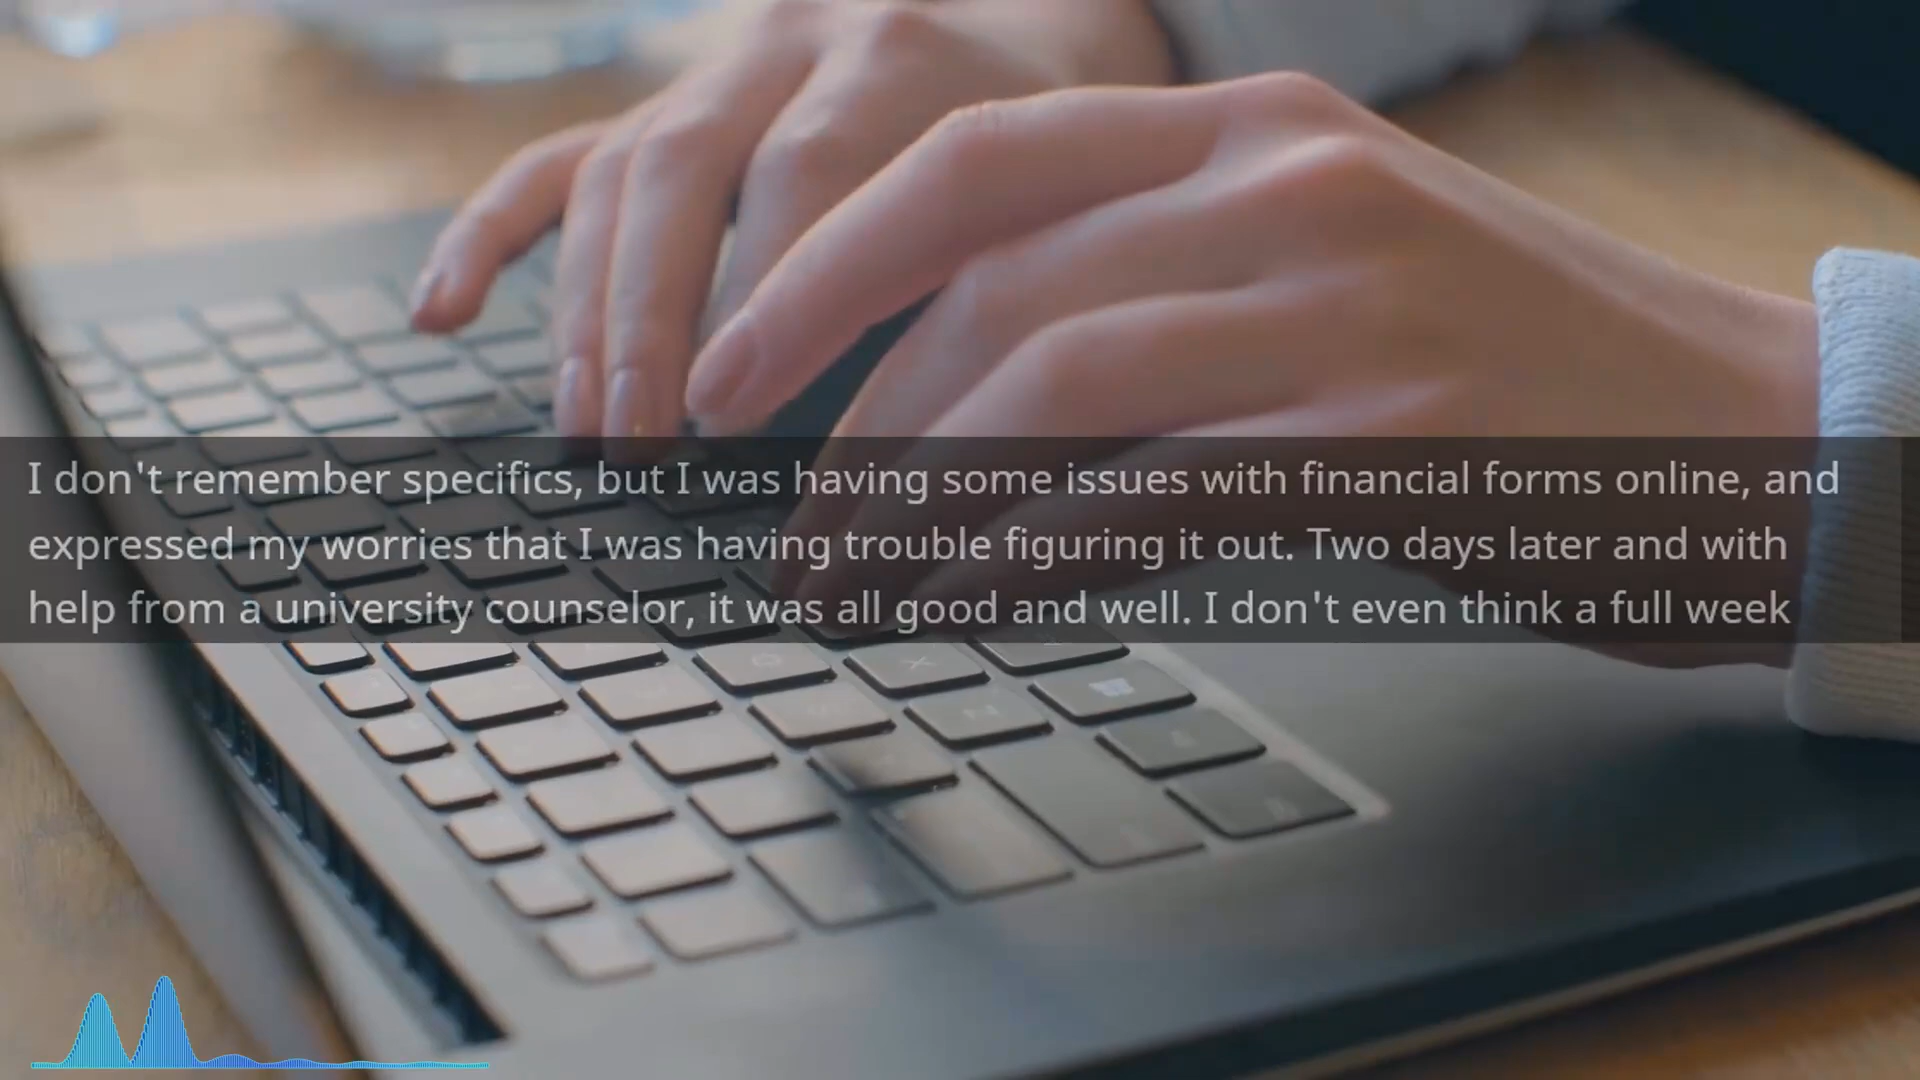 I don't remember specifics, but I was having some issues with financial forms online, and
expressed my worries that I was having trouble figuring it out. Two days later and with
help from a university counselor, it was all good and well. I don't even think a full week